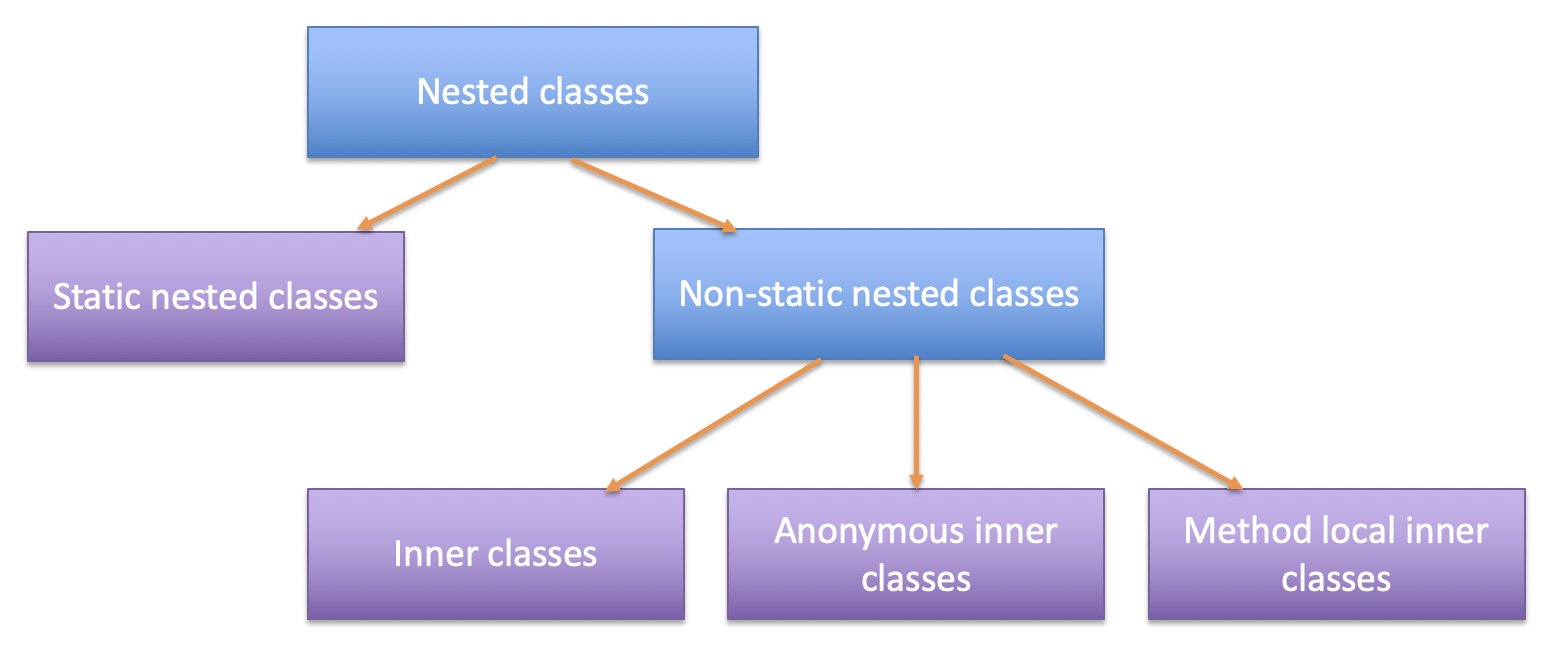 Nested classes
Static nested classes
Non-static nested classes
Inner classes
Anonymous inner
classes
Method local inner
classes